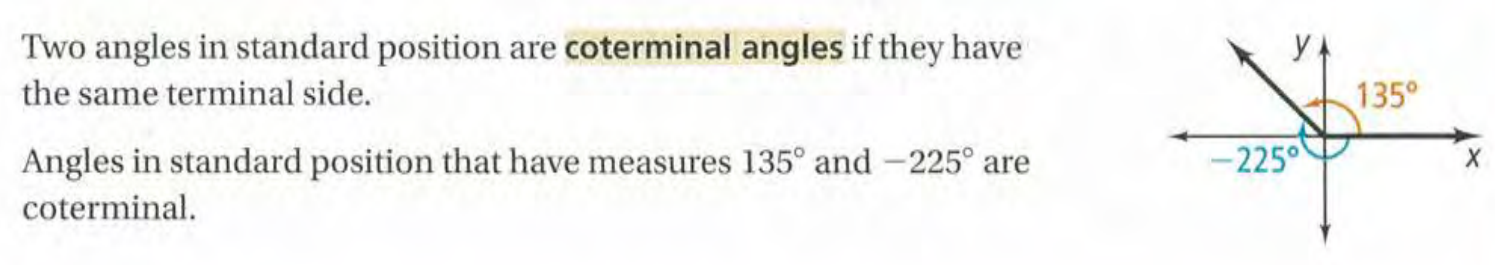 Two angles in standard position are coterminal angles if they have
the same terminal side.
Angles in standard position that have measures 135° and −225° are
coterminal.
y
135°
−225°
x